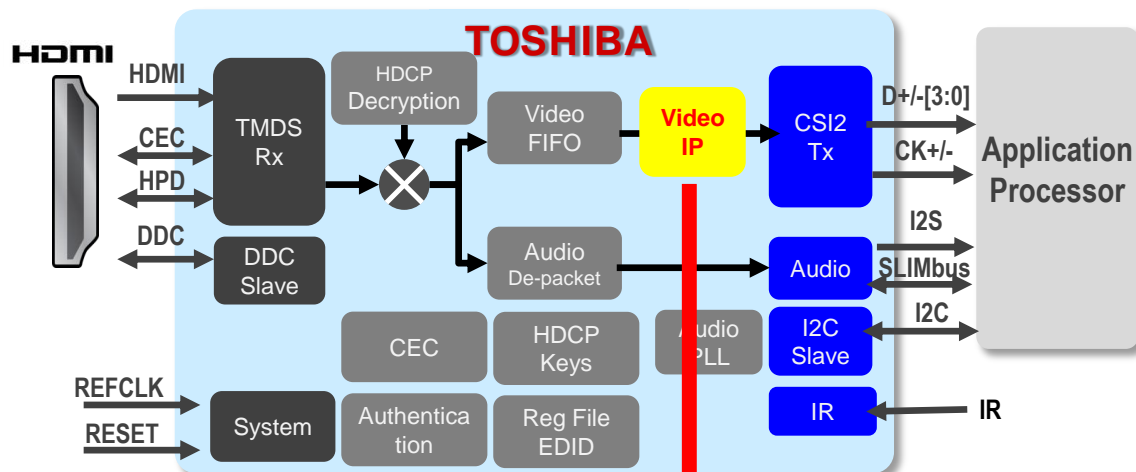 TOSHIBA
HDMI
HDMI
CEC
HPD
DDC
TMDS
Rx
DDC
Slave
HDCP
Decryption
Video
FIFO
Video
IP
CSI2
Tx
D+/-[3:0]
CK+/-
Application
Processor
Audio
De-packet
Audio
I2S
SLIMbus
I2C
CEC
HDCP
Keys
Audio
PLL
I2C
Slave
REFCLK
RESET
System
Authentica
tion
Reg File
EDID
IR
IR